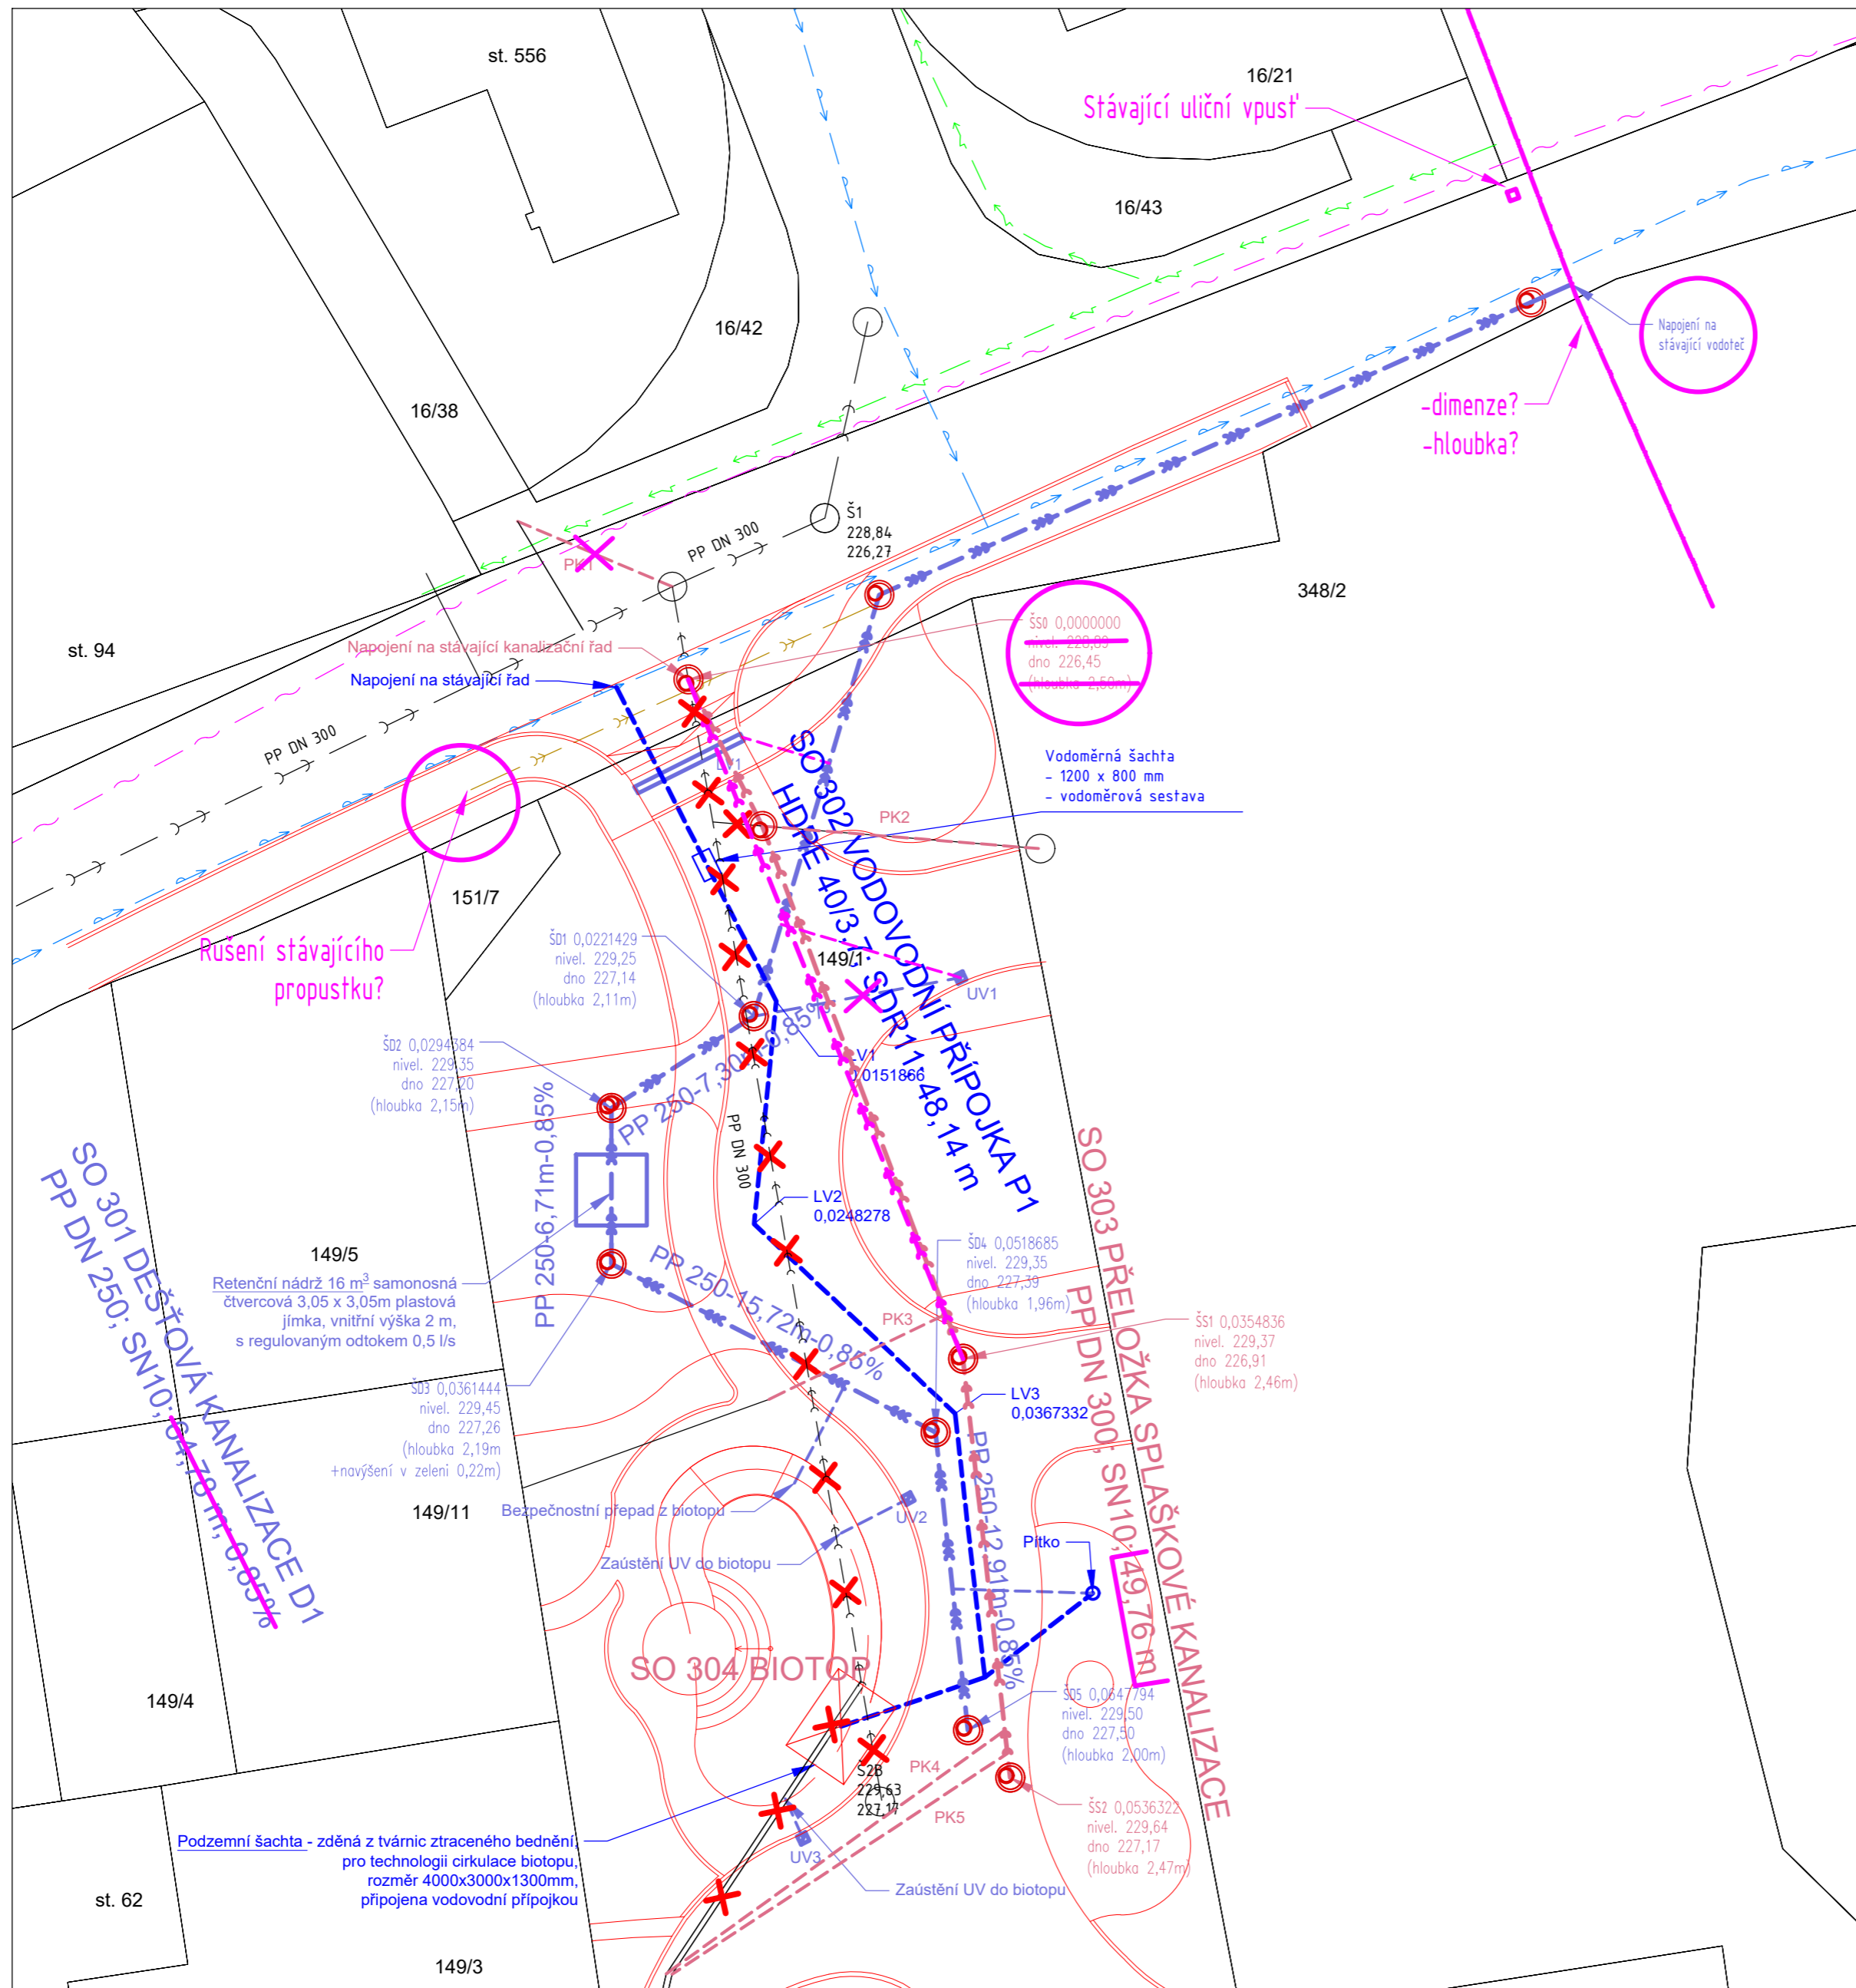 st. 556
16/21
Stávající uliční vpusť
16/43
16/42
Napojení na
stávající vodoteč
16/38
-dimenze?
-hloubka?
Š1
228,84
226,27
PP DN 300
PK1
348/2
ŠS0 0,0000000
nivel. 228,89
dno 226,45
(hloubka 2,50m)
st. 94
Napojení na stávající kanalizační řad
Napojení na stávající řad
PP DN 300
LV1
Vodoměrná šachta
- 1200 x 800 mm
- vodoměrová sestava
SO 302 VODOVODNÍ PŘÍPOJKA P1
HDPE 40/3,7; SDR11; 48,14 m
PK2
151/7
Rušení stávajícího
propustku?
ŠD1 0,0221429
nivel. 229,25
dno 227,14
(hloubka 2,11m)
149/1
UV1
ŠD2 0,0294384
nivel. 229,35
dno 227,20
(hloubka 2,15m)
PP 250-7,30m-0,85%
LV1
0,0151866
PP 250-6,71m-0,85%
PP DN 300
SO 301 DEŠŤOVÁ KANALIZACE D1
PP DN 250; SN10; 64,78 m; 0,85%
LV2
0,0248278
SO 303 PŘELOŽKA SPLAŠKOVÉ KANALIZACE
PP DN 300; SN10; 49,76 m
149/5
Retenční nádrž 16 m³ samonosná
čtvercová 3,05 x 3,05m plastová
jímka, vnitřní výška 2 m,
s regulovaným odtokem 0,5 l/s
PP 250-15,72m-0,85%
ŠD4 0,0518685
nivel. 229,35
dno 227,39
(hloubka 1,96m)
PK3
ŠS1 0,0354836
nivel. 229,37
dno 226,91
(hloubka 2,46m)
ŠD3 0,0361444
nivel. 229,45
dno 227,26
(hloubka 2,19m
+navýšení v zeleni 0,22m)
LV3
0,0367332
PP 250-12,91m-0,85%
149/11
Bezpečnostní přepad z biotopu
UV2
Zaústění UV do biotopu
Pítko
SO 304 BIOTOP
149/4
ŠD5 0,0647794
nivel. 229,50
dno 227,50
(hloubka 2,00m)
S2B
229,63
227,17
PK4
PK5
ŠS2 0,0536322
nivel. 229,64
dno 227,17
(hloubka 2,47m)
Podzemní šachta - zděná z tvárnic ztraceného bednění,
pro technologii cirkulace biotopu,
rozměr 4000x3000x1300mm,
připojena vodovodní přípojkou
UV3
Zaústění UV do biotopu
st. 62
149/3